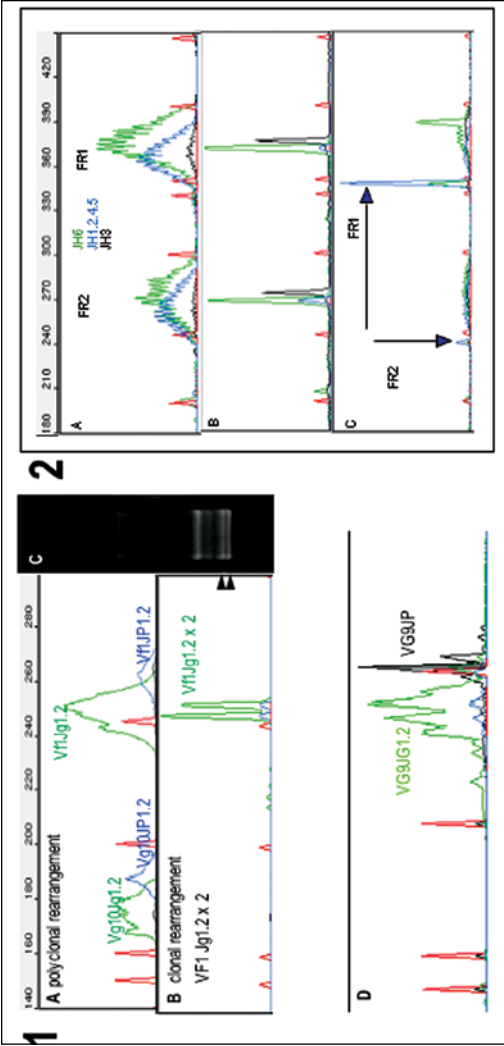 1
140 160 180 200 220 240 260 280
A polyclonal rearrangement
Vg10Jg1.2
Vg10JP1.2
Vf1Jg1.2
Vf1JP1.2
B clonal rearrangement
VF1 Jg1.2 x 2
Vf1Jg1.2 x 2
C
D
VG9JG1.2
VG9JP
2
180 210 240 270 300 330 360 390 420
A
FR2
JH6
JH1.2.4.5
JH3
FR1
B
C
FR2
FR1